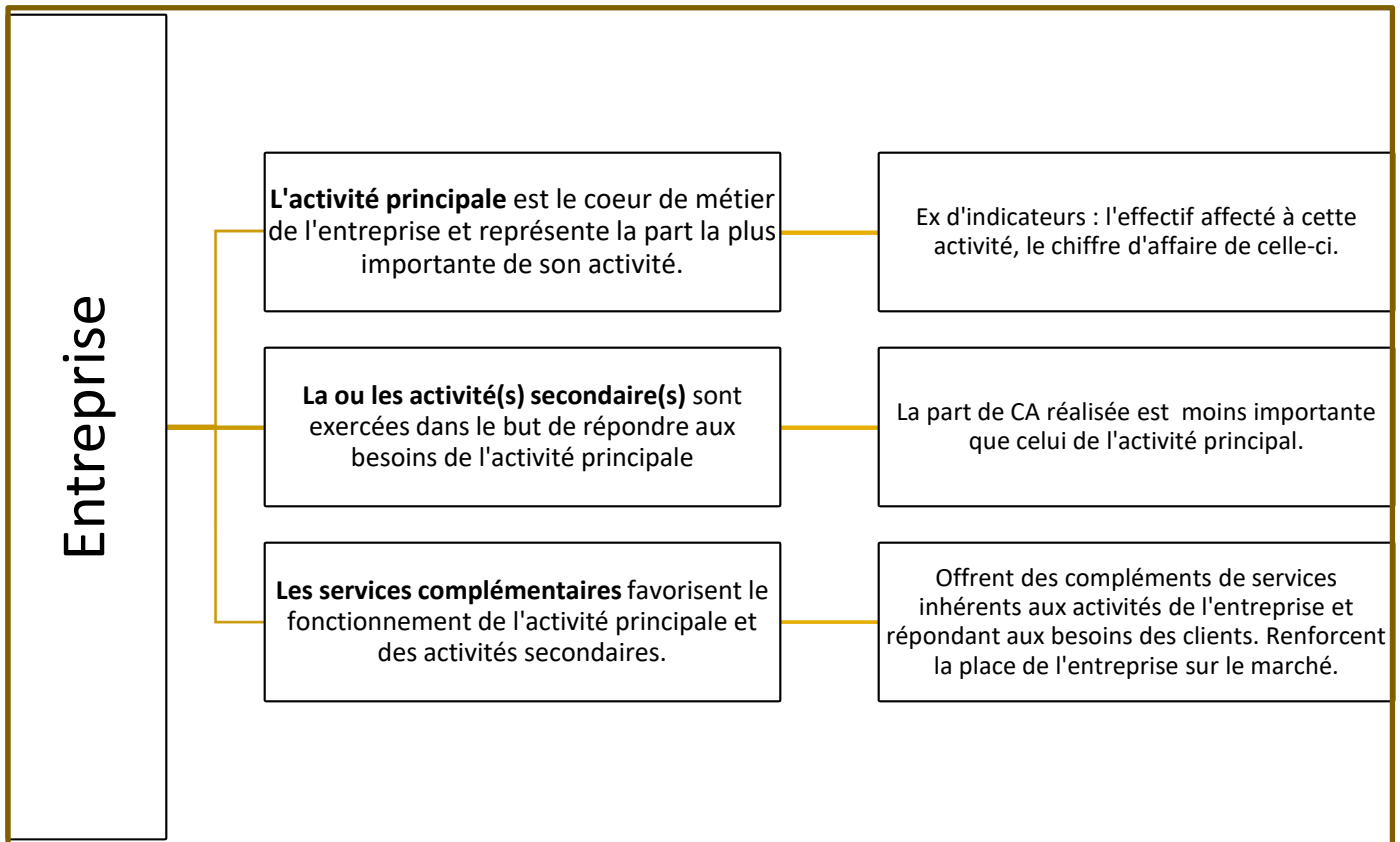 Entreprise
L'activité principale est le coeur de métier
de l'entreprise et représente la part la plus
importante de son activité.
Ex d'indicateurs : l'effectif affecté à cette
activité, le chiffre d'affaire de celle-ci.
La ou les activité(s) secondaire(s) sont
exercées dans le but de répondre aux
besoins de l'activité principale
La part de CA réalisée est  moins importante
que celui de l'activité principal.
Les services complémentaires favorisent le
fonctionnement de l'activité principale et
des activités secondaires.
Offrent des compléments de services
inhérents aux activités de l'entreprise et
répondant aux besoins des clients. Renforcent
la place de l'entreprise sur le marché.